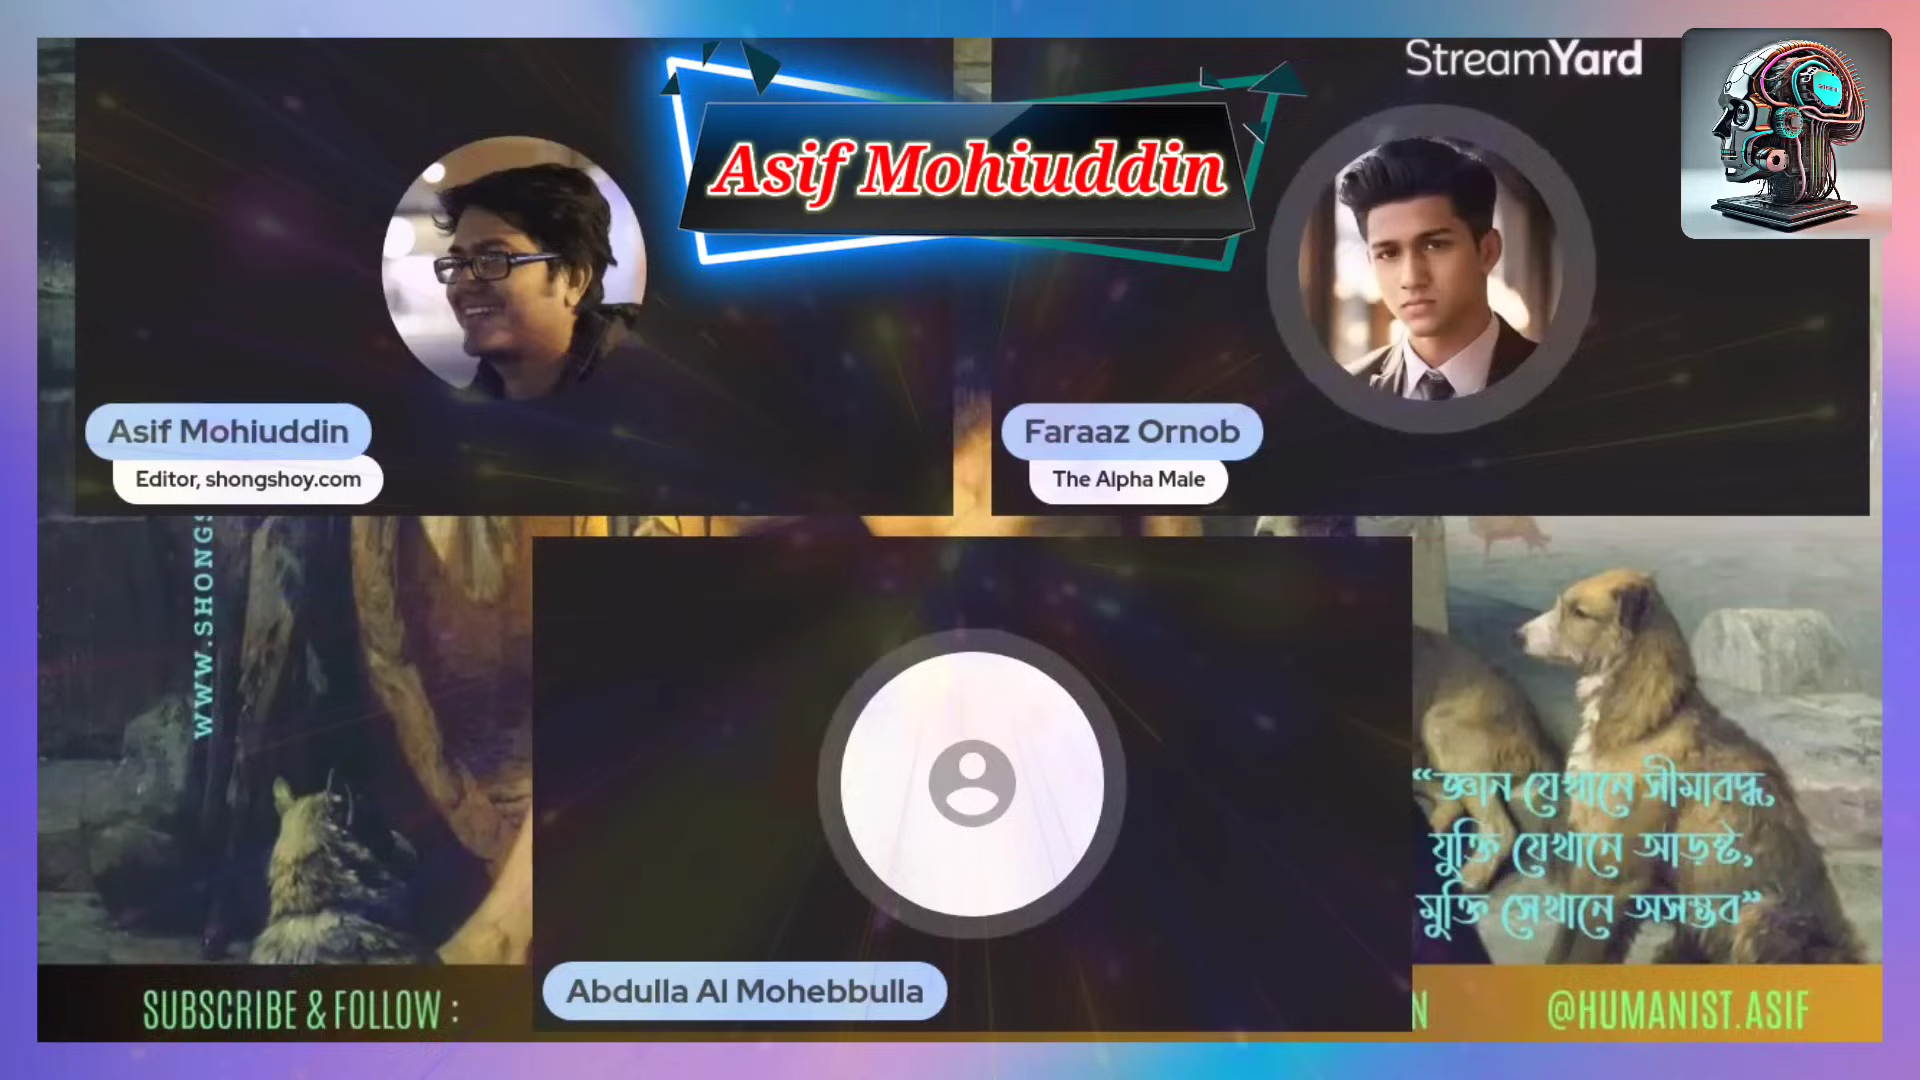 StreamYard
Asif Mohiuddin
Asif Mohiuddin
Editor, shongshoy.com
Faraaz Ornob
The Alpha Male
WWW.SHONGS
“জ্ঞান যেখানে সীমাবদ্ধ,
যুক্তি যেখানে আড়ষ্ট,
মুক্তি সেখানে অসম্ভব”
Abdulla Al Mohebbulla
SUBSCRIBE & FOLLOW :
N
@HUMANIST.ASIF